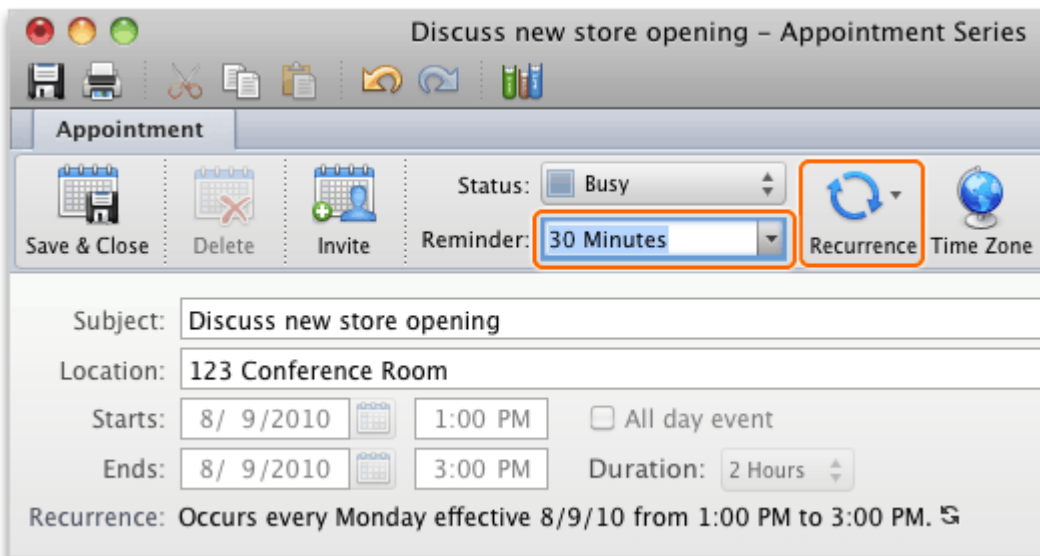 Discuss new store opening – Appointment Series
Appointment
Status: Busy
Reminder: 30 Minutes
Save & Close Delete Invite Recurrence Time Zone
Subject: Discuss new store opening
Location: 123 Conference Room
Starts: 8/ 9/2010 1:00 PM All day event
Ends: 8/ 9/2010 3:00 PM Duration: 2 Hours
Recurrence: Occurs every Monday effective 8/9/10 from 1:00 PM to 3:00 PM.